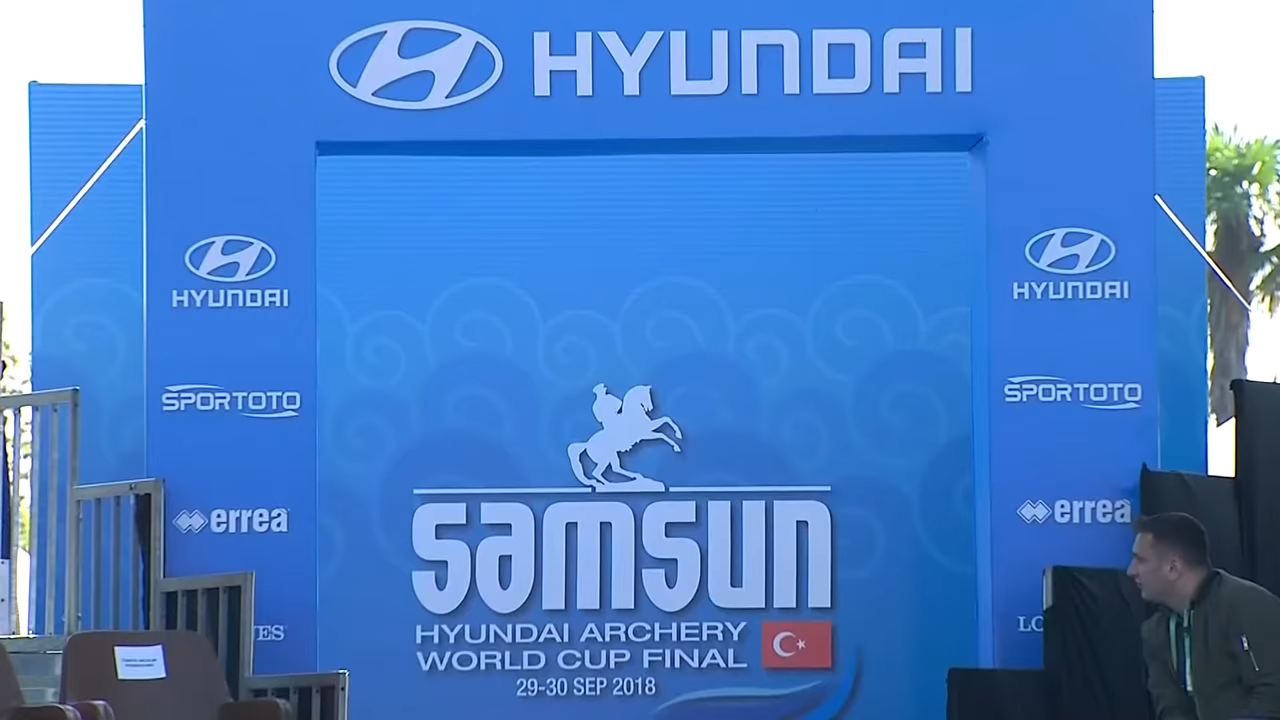 HYUNDAI
HYUNDAI
HYUNDAI
SPORTOTO
SPORTOTO
errea
errea
samsun
HYUNDAI ARCHERY
WORLD CUP FINAL
29-30 SEP 2018